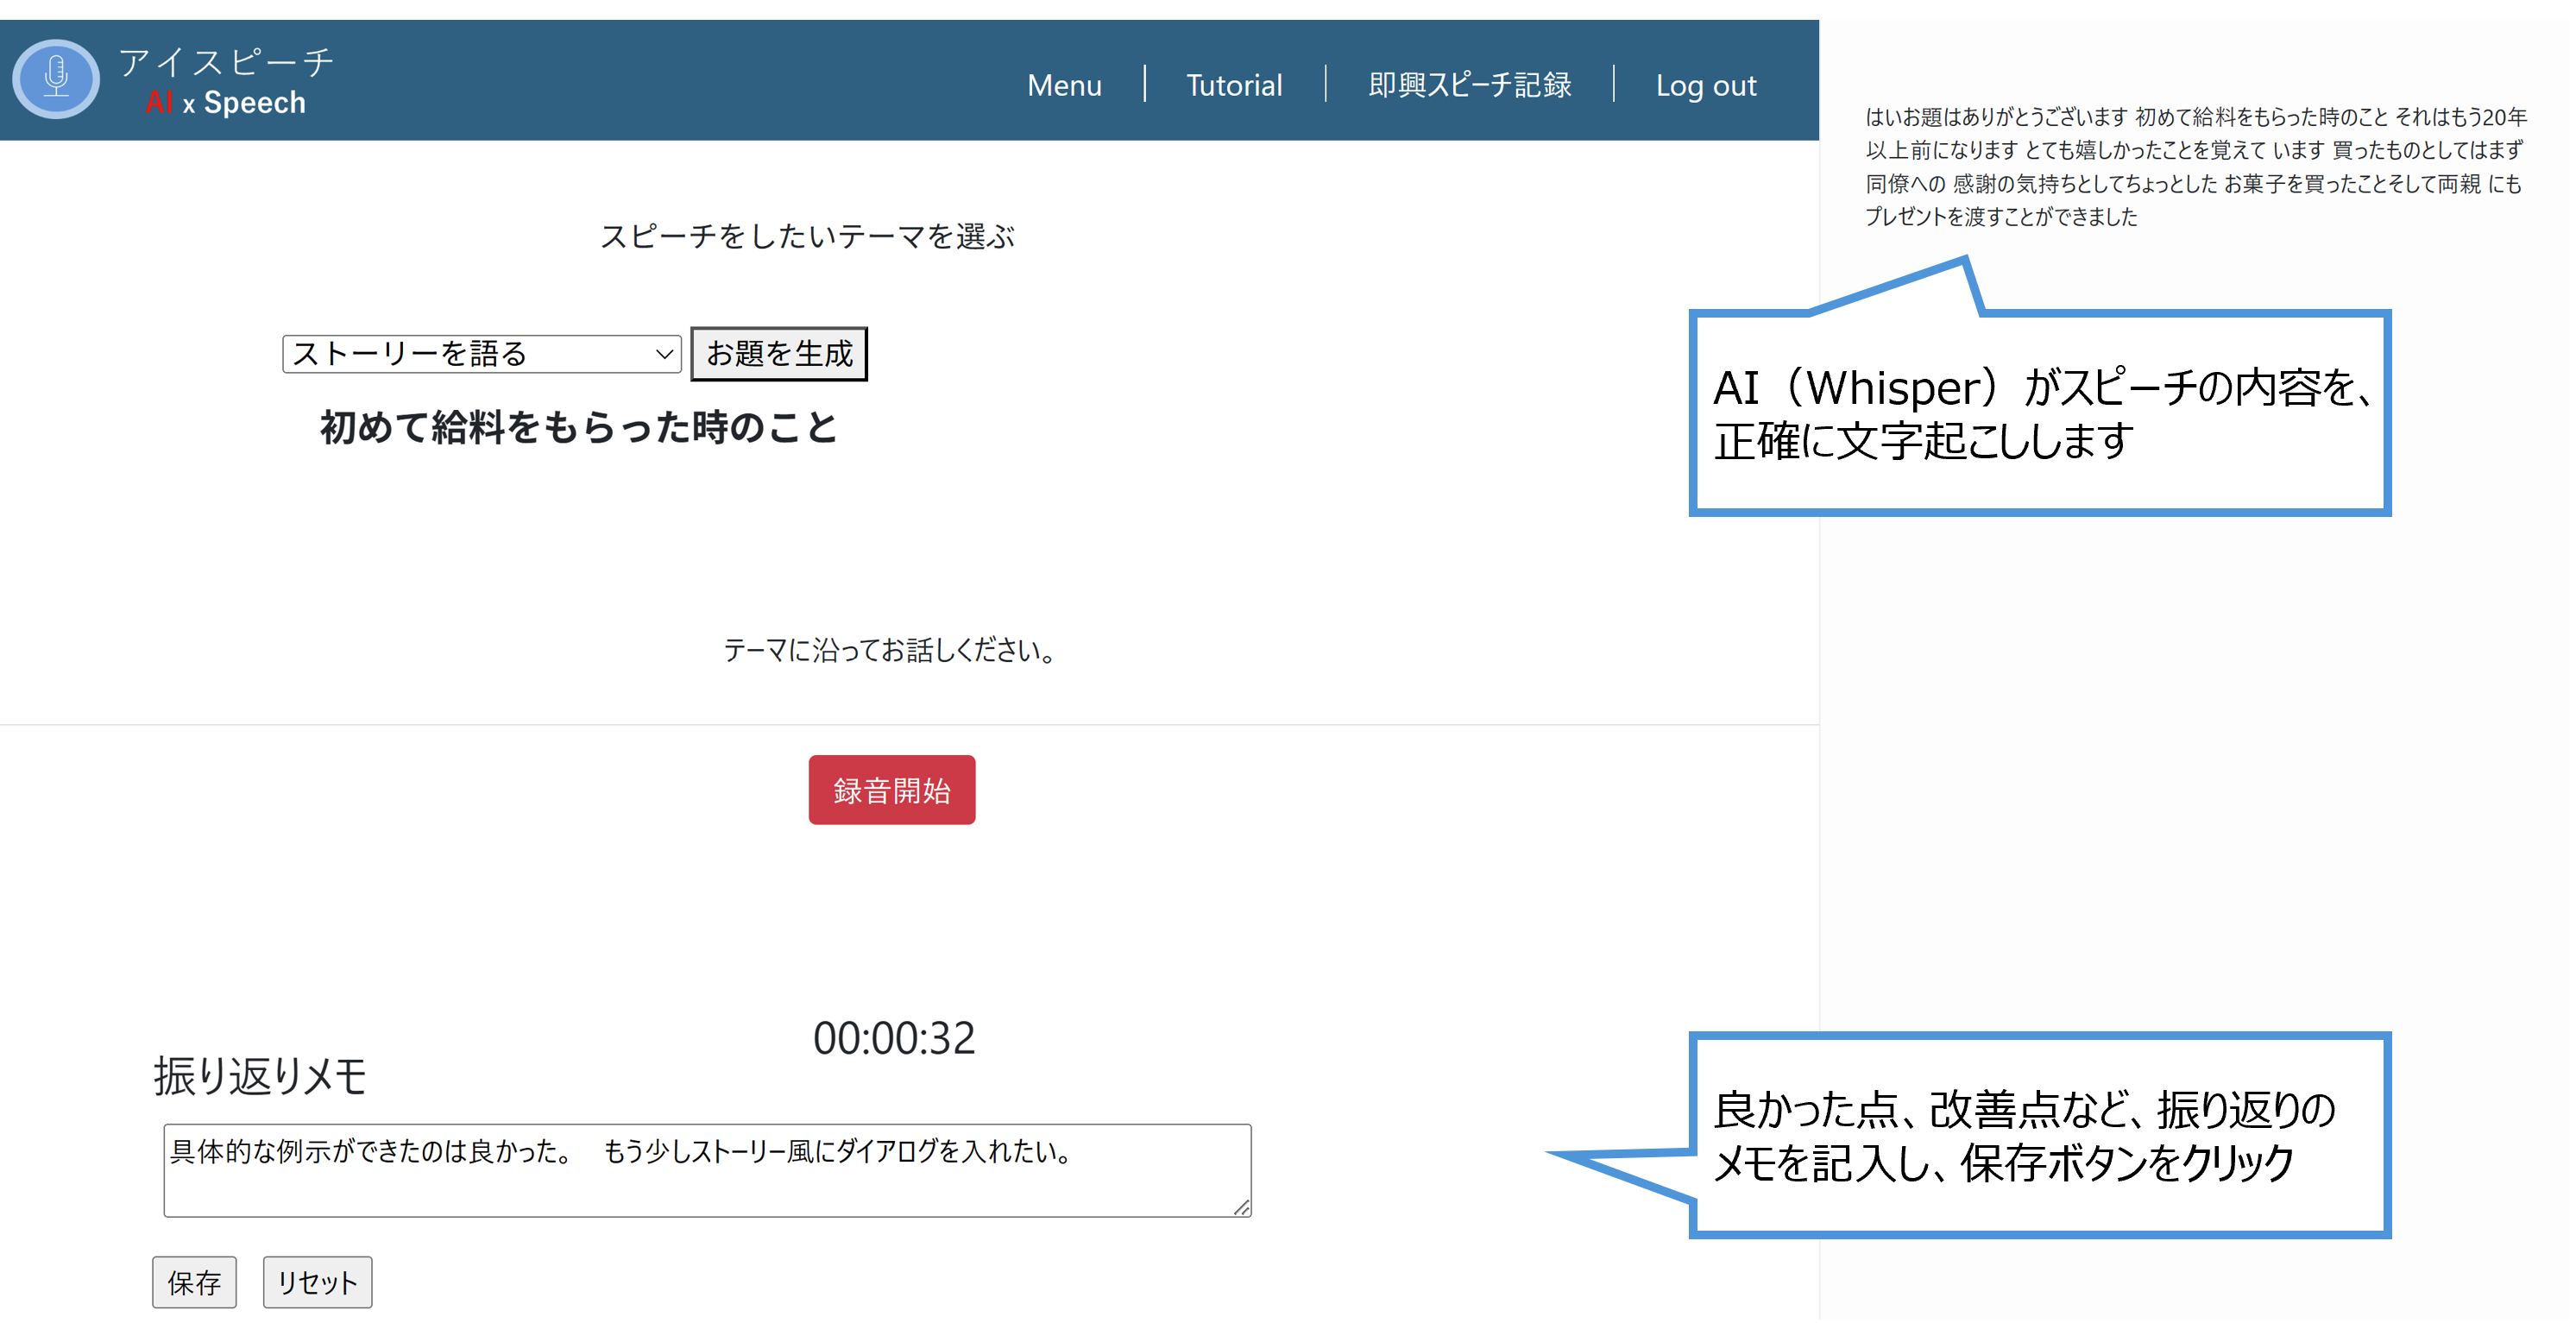 アイスピーチ
AI x Speech
Menu
Tutorial
即興スピーチ記録
Log out
はいお題はありがとうございます 初めて給料をもらった時のこと それはもう20年
以上前になります とても嬉しかったことを覚えて います 買ったものとしてはまず
同僚への 感謝の気持ちとしてちょっとした お菓子を買ったことそして両親 にも
プレゼントを渡すことができました
スピーチをしたいテーマを選ぶ
ストーリーを語る
お題を生成
初めて給料をもらった時のこと
AI（Whisper）がスピーチの内容を、
正確に文字起こしします
テーマに沿ってお話しください。
録音開始
00:00:32
振り返りメモ
具体的な例示ができたのは良かった。　もう少しストーリー風にダイアログを入れたい。
良かった点、改善点など、振り返りの
メモを記入し、保存ボタンをクリック
保存
リセット